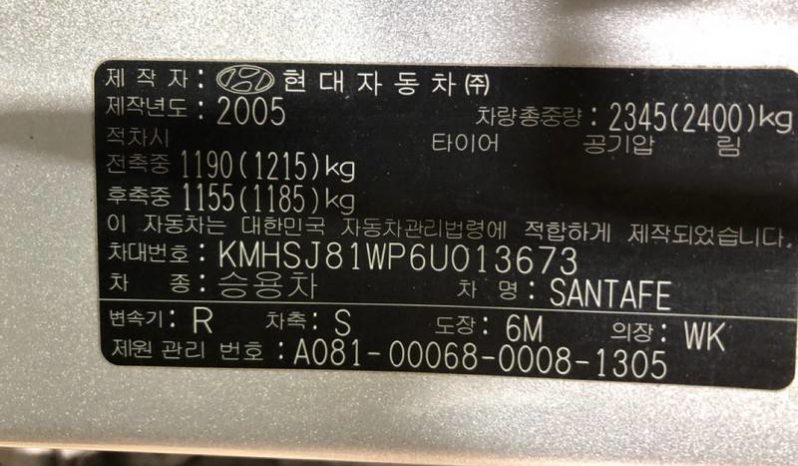 제 작 자 : 현 대 자 동 차 ㈜
제작년도 : 2005 차량총중량 : 2345(2400)kg
적차시 타이어 공기압 림
전축중 1190(1215)kg
후축중 1155(1185)kg
이 자동차는 대한민국 자동차관리법령에 적합하게 제작되었습니다.
차대번호 : KMHSJ81WP6U013673
차 종 : 승용차 차 명 : SANTAFE
변속기 : R 차축 : S 도장 : 6M 의장 : WK
제원 관리 번호 : A081-00068-0008-1305